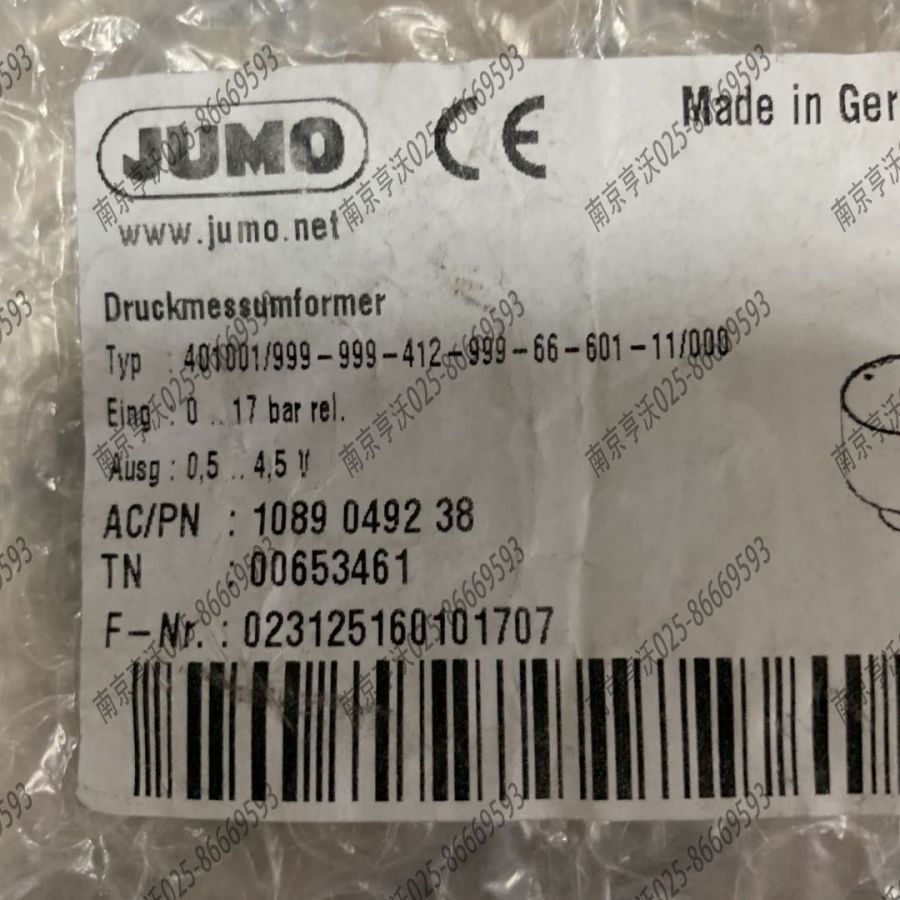 JUMO CE Made in Ger
www.jumo.net
Druckmessumformer
Typ : 401001/999-999-412-999-66-601-11/000
Eing : 0 .. 17 bar rel.
Ausg : 0,5 .. 4,5 V
AC/PN : 1089 0492 38
TN : 00653461
F-Nr. : 023125160101707
南京亨沃025-86669593